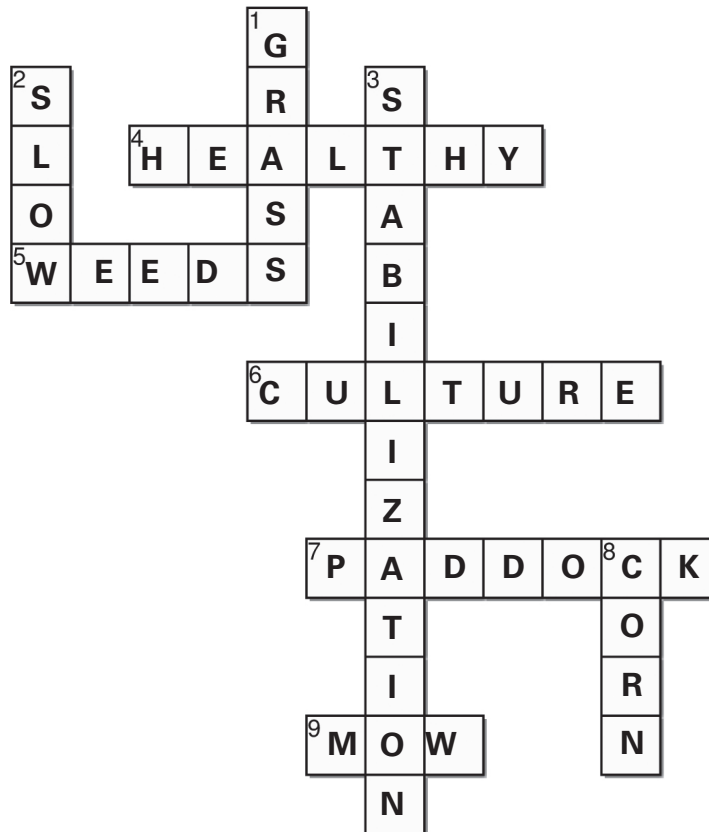 1 G
2 S R 3 S
L 4 H E A L T H Y
O S A
5 W E E D S B
I
6 C U L T U R E
I
Z
7 P A D D O 8 C K
T O
I R
9 M O W N
N